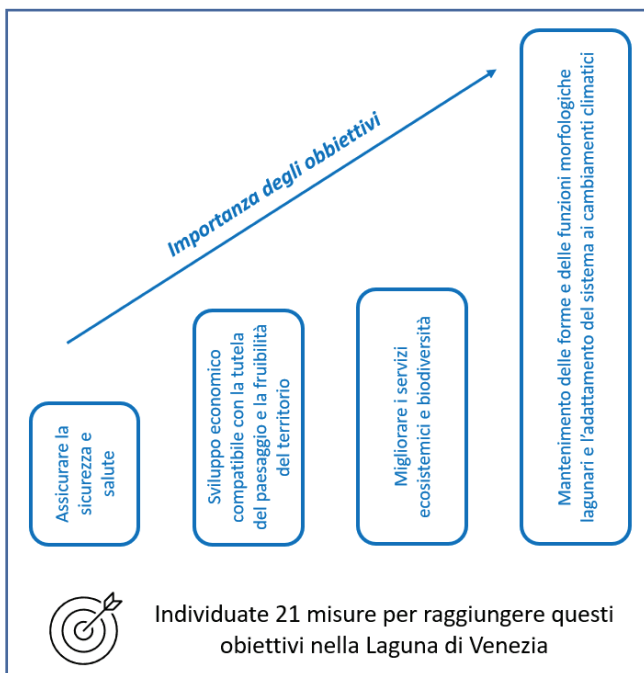 Importanza degli obbiettivi
Assicurare la
sicurezza e
salute
Sviluppo economico
compatibile con la tutela
del paesaggio e la fruibilità
del territorio
Migliorare i servizi
ecosistemici e biodiversità
Mantenimento delle forme e delle funzioni morfologiche
lagunari e l'adattamento del sistema ai cambiamenti climatici
Individuate 21 misure per raggiungere questi
obiettivi nella Laguna di Venezia